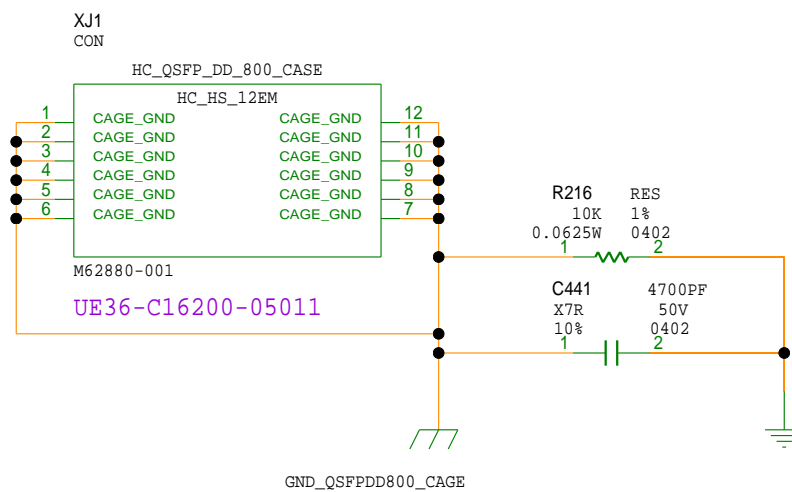 XJ1
CON
HC_QSFP_DD_800_CASE
HC_HS_12EM
1 CAGE_GND CAGE_GND 12
2 CAGE_GND CAGE_GND 11
3 CAGE_GND CAGE_GND 10
4 CAGE_GND CAGE_GND 9
5 CAGE_GND CAGE_GND 8
6 CAGE_GND CAGE_GND 7
M62880-001
UE36-C16200-05011
R216 RES
10K 1%
0.0625W 0402
1 2
C441 4700PF
X7R 50V
10% 0402
1 2
GND_QSFPDD800_CAGE